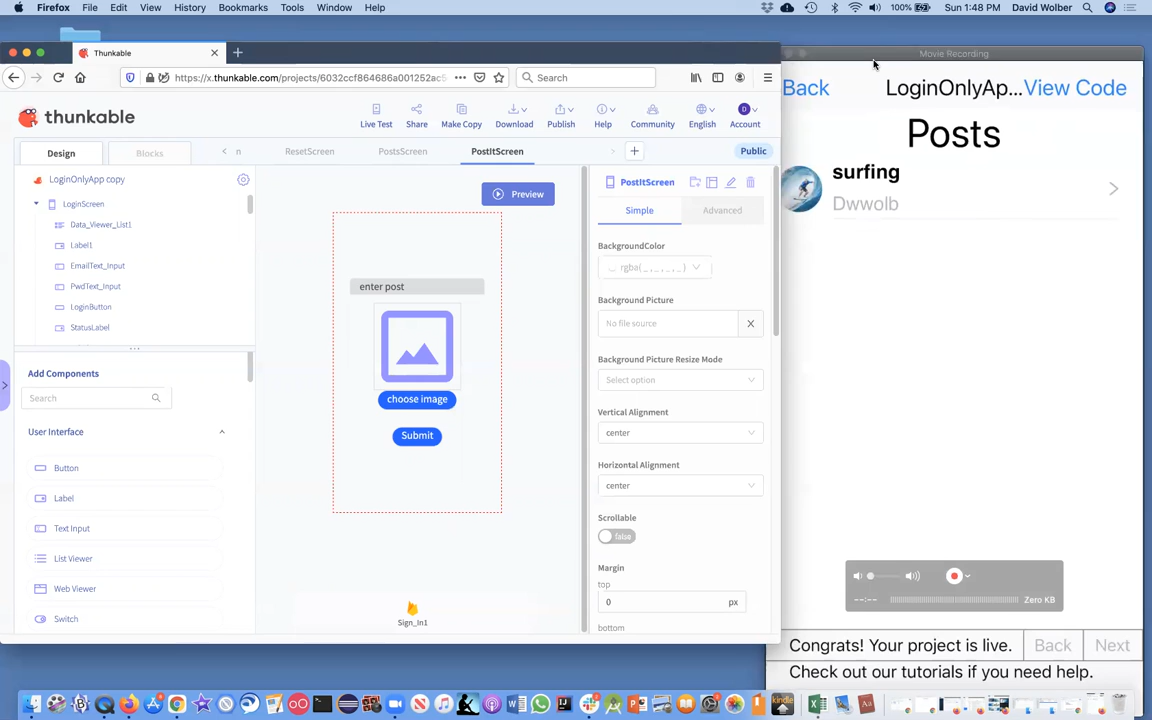 Firefox File Edit View History Bookmarks Tools Window Help
100% Sun 1:48 PM David Wolber
Thunkable
https://x.thunkable.com/projects/6032ccf864686a001252ac5
Search
thunkable
Live Test Share Make Copy Download Publish Help Community English Account
D
Design Blocks
n ResetScreen PostsScreen PostItScreen
Public
LoginOnlyApp copy
LoginScreen
Data_Viewer_List1
Label1
EmailText_Input
PwdText_Input
LoginButton
StatusLabel
Add Components
Search
User Interface
Button
Label
Text Input
List Viewer
Web Viewer
Switch
Preview
enter post
choose image
Submit
Sign_In1
PostItScreen
Simple Advanced
BackgroundColor
rgba(_,_,_,_)
Background Picture
No file source X
Background Picture Resize Mode
Select option
Vertical Alignment
center
Horizontal Alignment
center
Scrollable
false
Margin
top
0 px
bottom
Movie Recording
Back LoginOnlyAp... View Code
Posts
surfing
Dwwolb
--:-- Zero KB
Congrats! Your project is live. Back Next
Check out our tutorials if you need help.